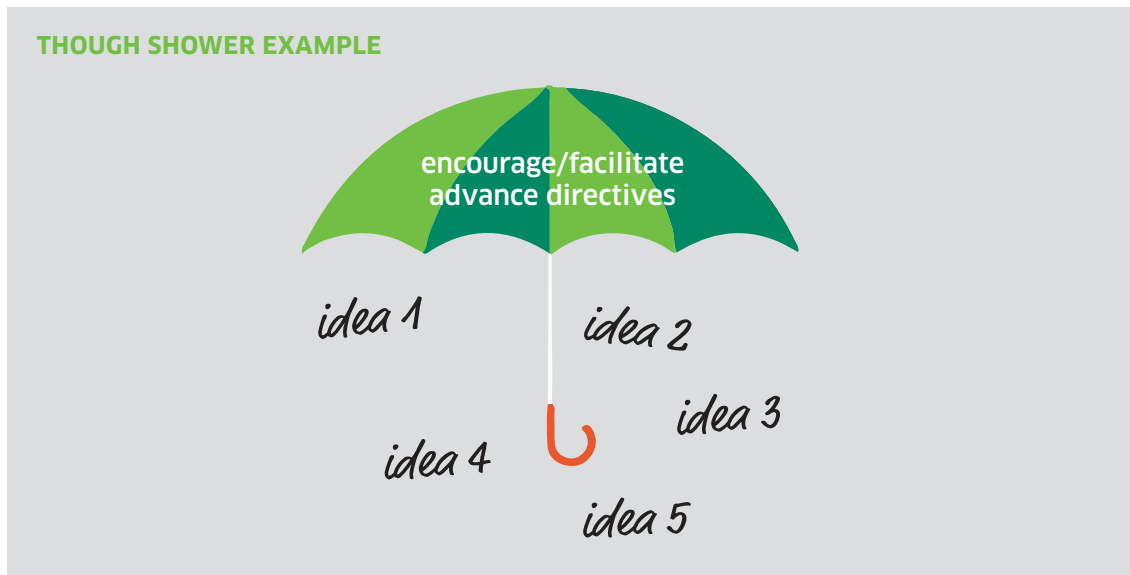 THOUGH SHOWER EXAMPLE
encourage/facilitate
advance directives
idea 1
idea 2
idea 3
idea 4
idea 5